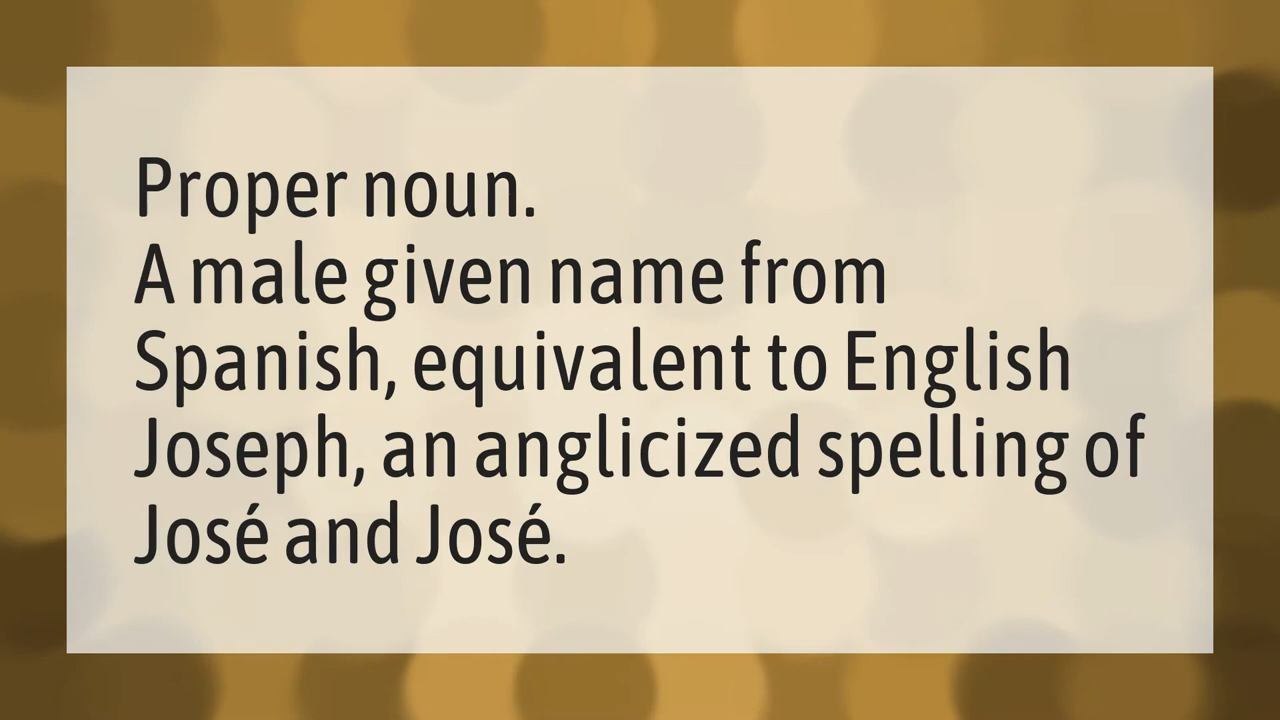 Proper noun.
A male given name from
Spanish, equivalent to English
Joseph, an anglicized spelling of
José and José.